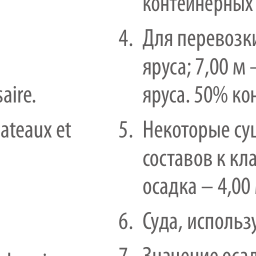 контейнерных
4. Для перевозки
яруса; 7,00 м –
яруса. 50% кон
saire.
ateaux et
5. Некоторые су
составов к кла
осадка – 4,00
6. Суда, использу
7. Значение осад